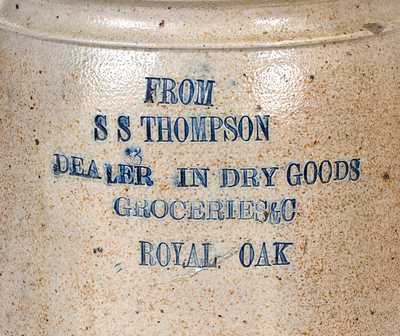 FROM
S S THOMPSON
DEALER IN DRY GOODS
GROCERIES&C
ROYAL OAK